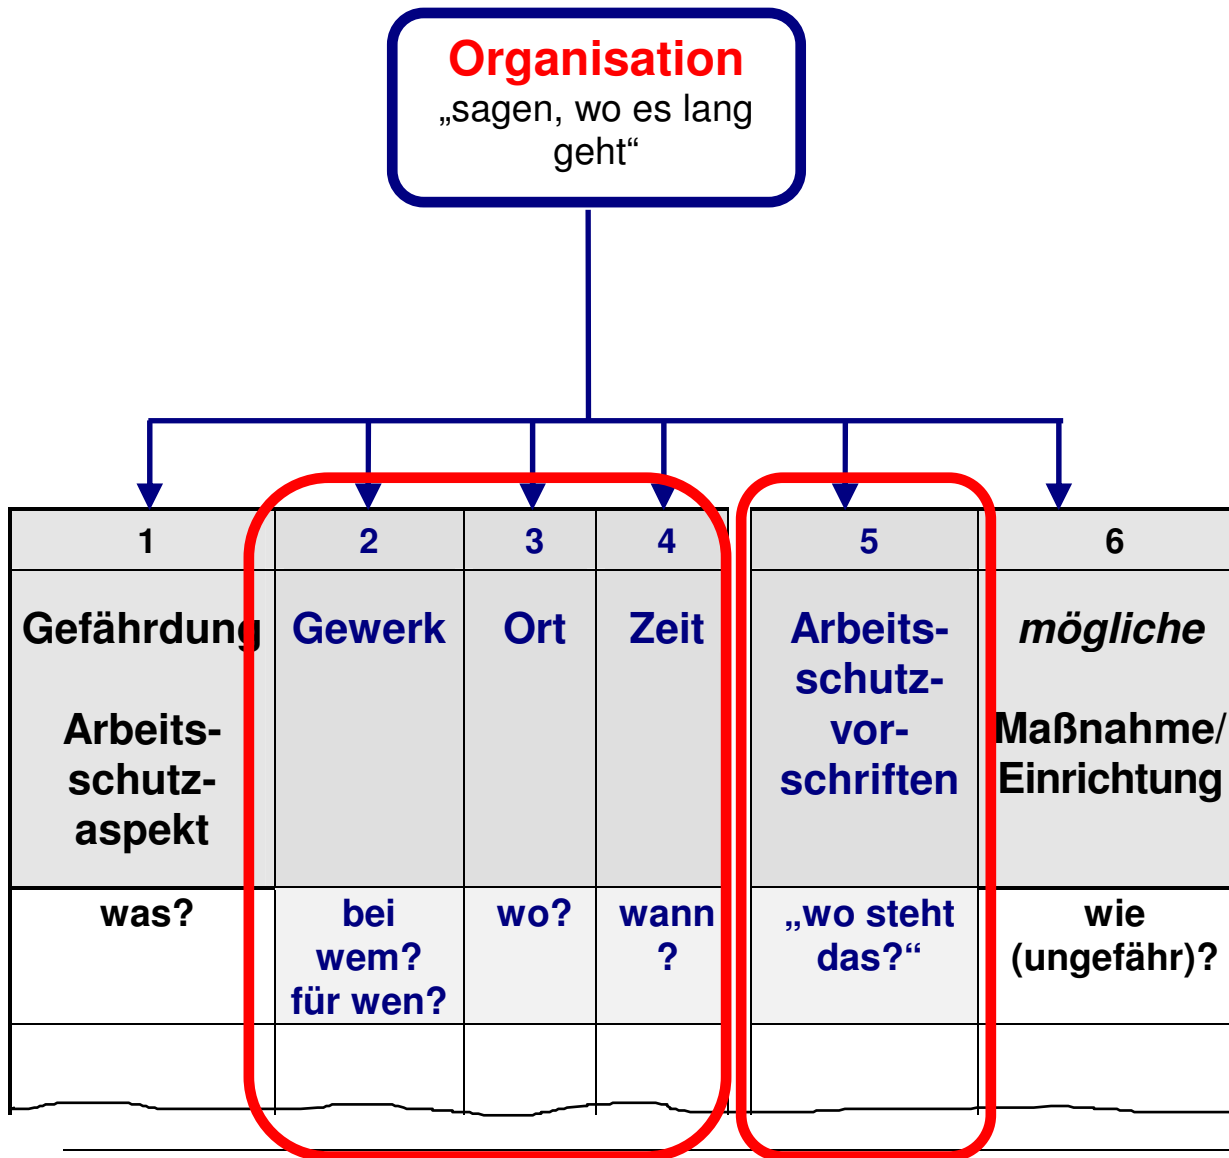 Organisation
„sagen, wo es lang
geht“
1 2 3 4 5 6
Gefährdung
Arbeits-
schutz-
aspekt
Gewerk
Ort
Zeit
Arbeits-
schutz-
vor-
schriften
mögliche
Maßnahme/
Einrichtung
was?
bei
wem?
für wen?
wo?
wann
?
„wo steht
das?“
wie
(ungefähr)?